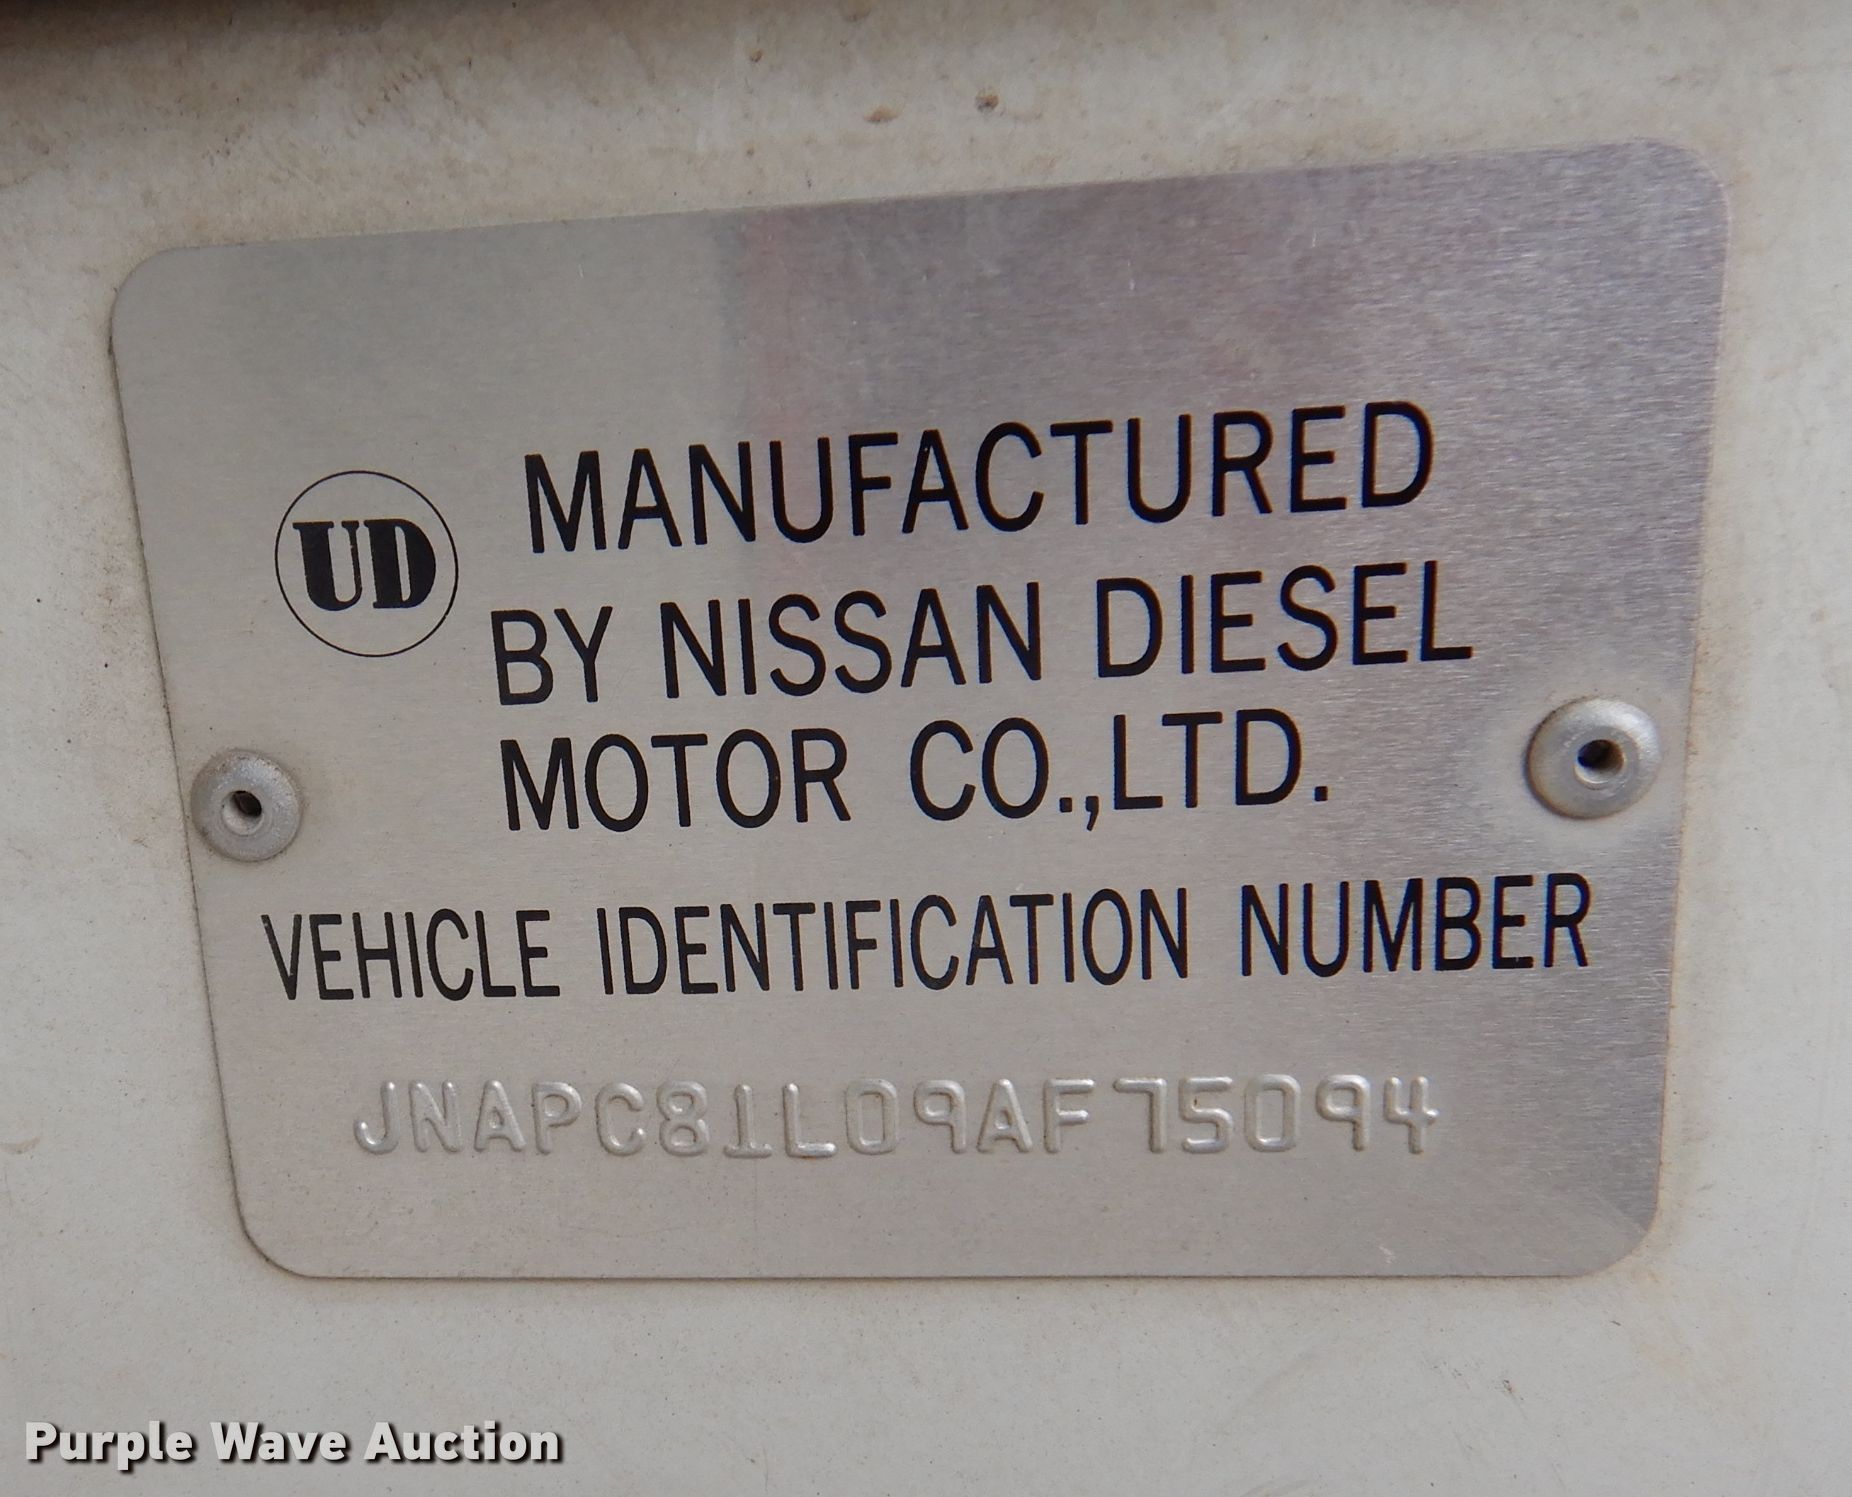 UD
MANUFACTURED
BY NISSAN DIESEL
MOTOR CO.,LTD.
VEHICLE IDENTIFICATION NUMBER
JNAPC81L09AF75094
Purple Wave Auction